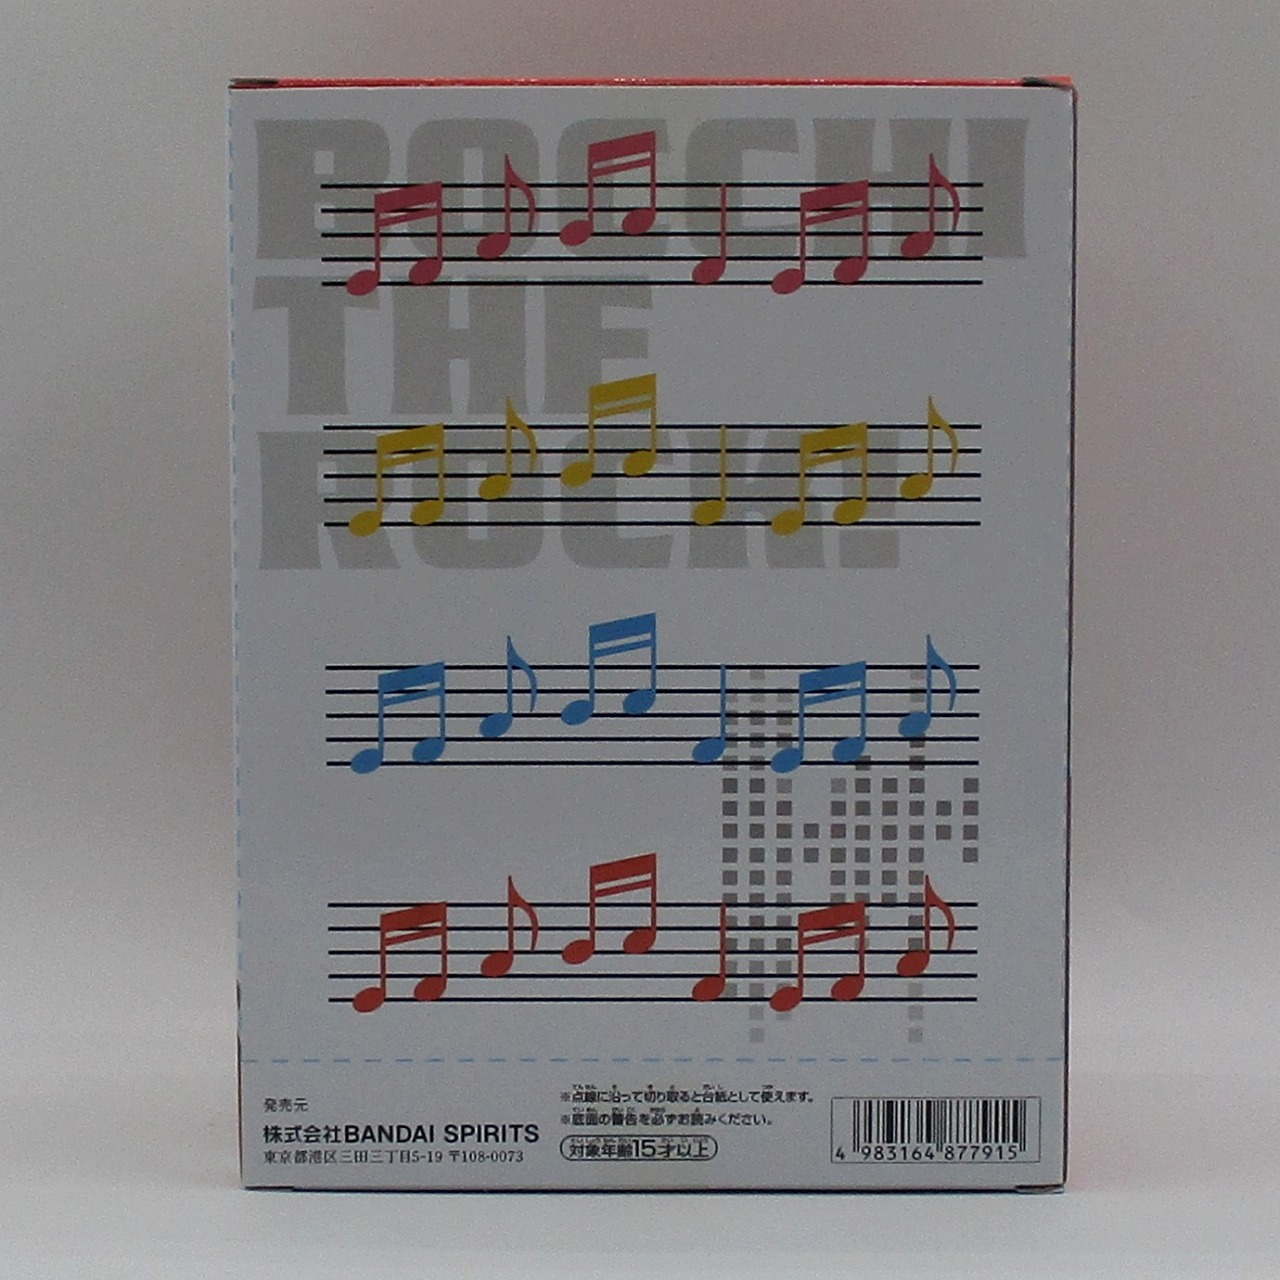 BOCCHI
THE
ROCK!
発売元
株式会社BANDAI SPIRITS
東京都港区三田三丁目5-19 〒108-0073
※点線に沿って切り取ると台紙として使えます。
※底面の警告を必ずお読みください。
対象年齢15才以上
4 983164 877915